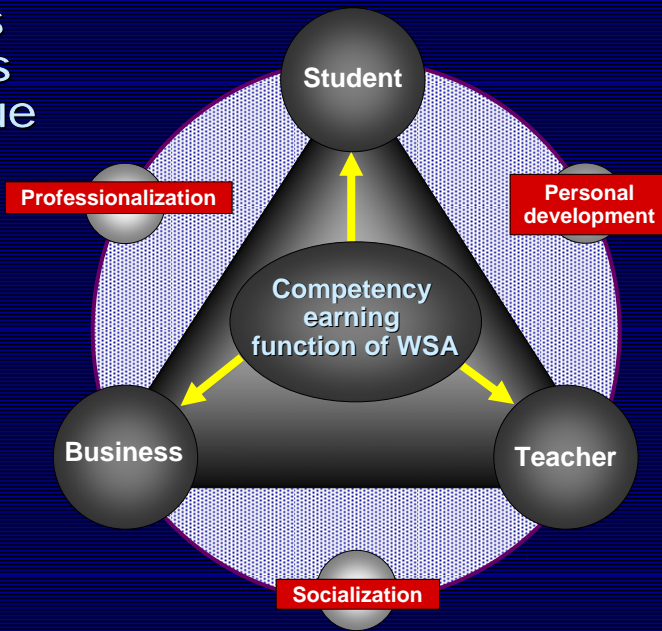 Student
Professionalization
Personal
development
Competency
earning
function of WSA
Business
Teacher
Socialization